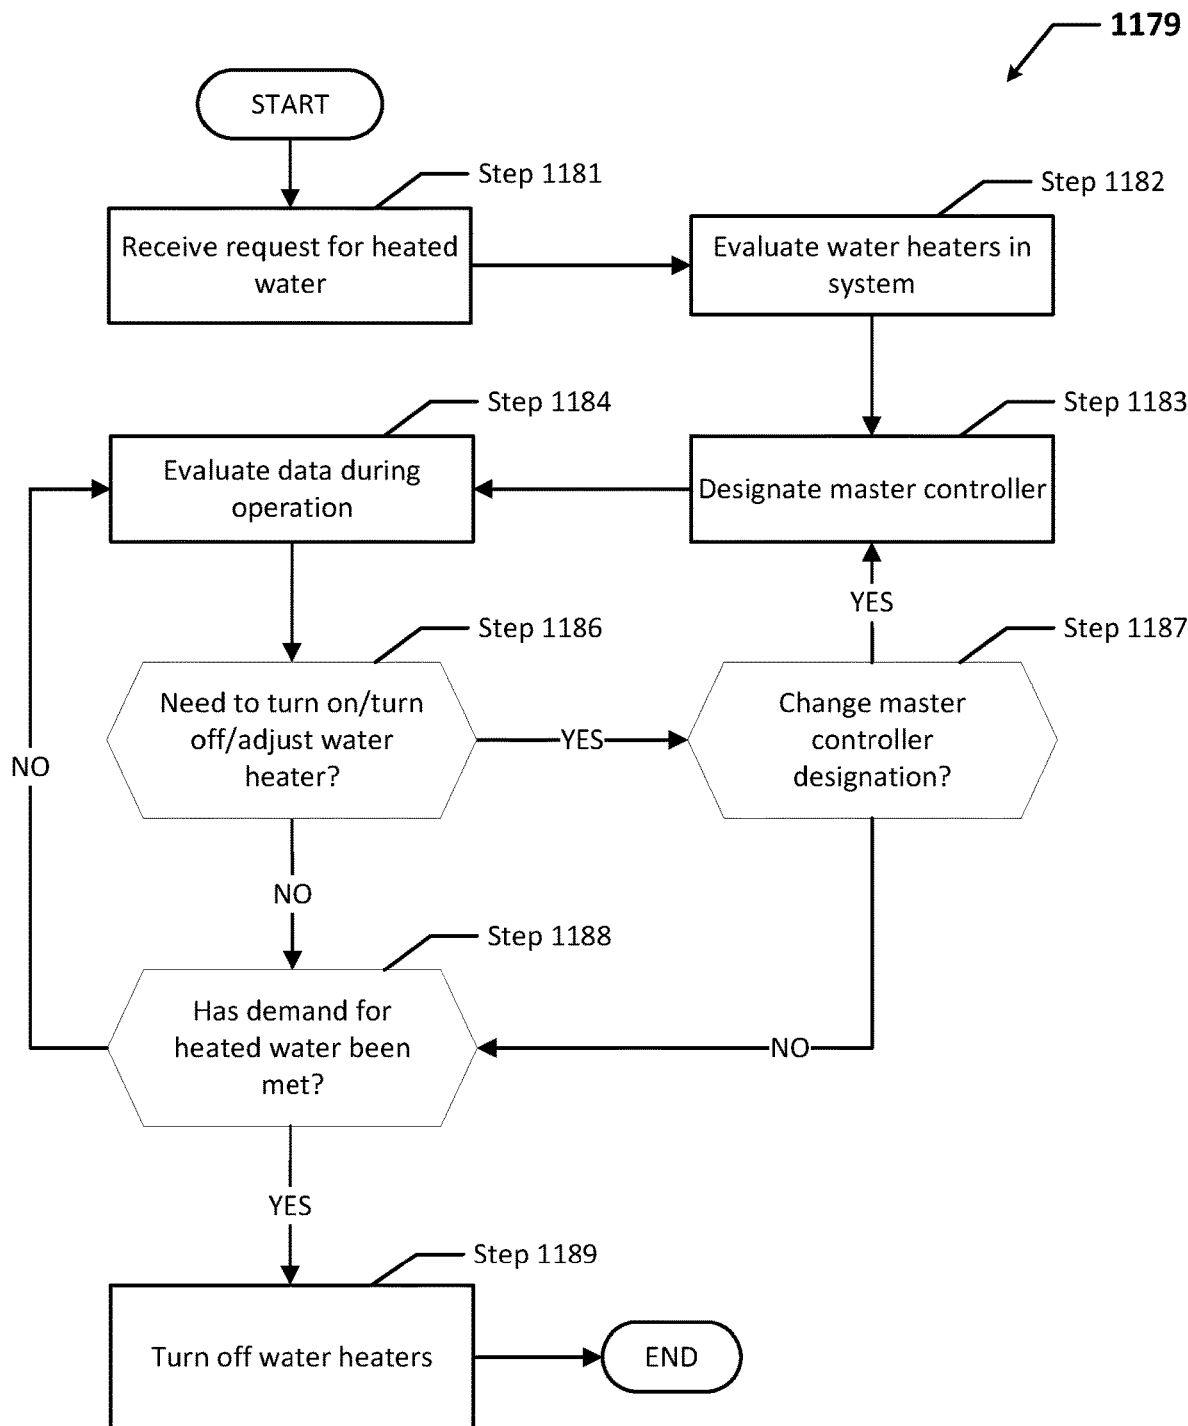 1179
START
Step 1181
Step 1182
Receive request for heated
water
Evaluate water heaters in
system
Step 1184
Step 1183
Evaluate data during
operation
Designate master controller
YES
Step 1186
Step 1187
Need to turn on/turn
off/adjust water
heater?
YES
Change master
controller
designation?
NO
NO
Step 1188
Has demand for
heated water been
met?
NO
YES
Step 1189
Turn off water heaters
END